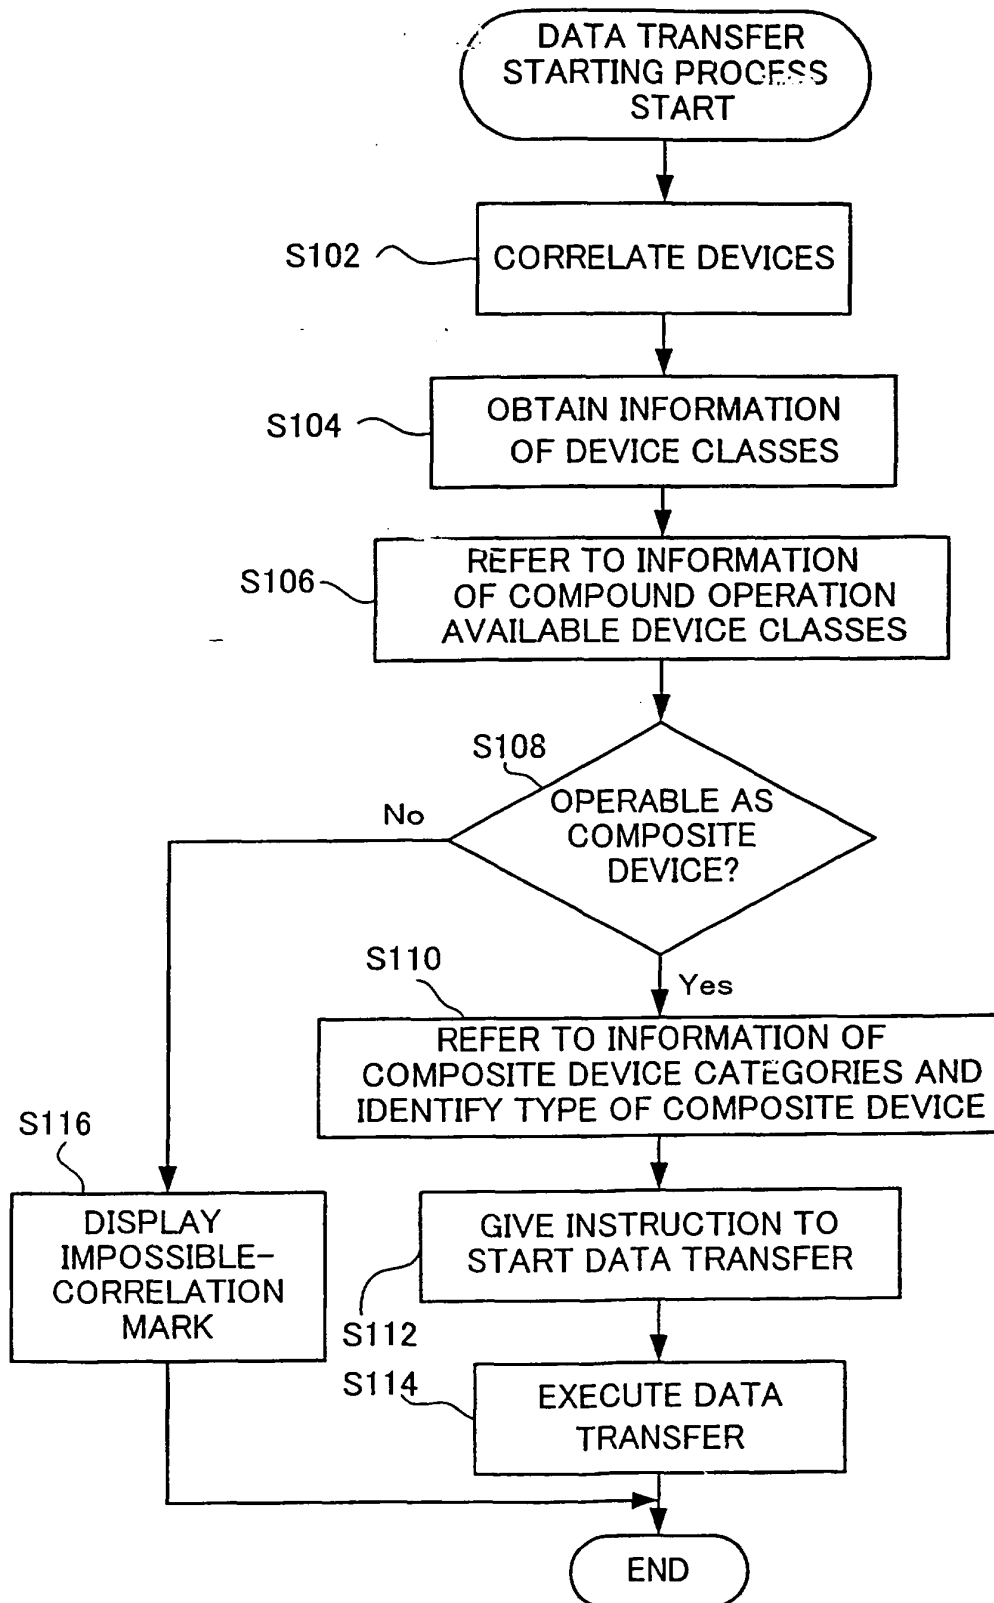 DATA TRANSFER
STARTING PROCESS
START
S102
CORRELATE DEVICES
S104
OBTAIN INFORMATION
OF DEVICE CLASSES
S106
REFER TO INFORMATION
OF COMPOUND OPERATION
AVAILABLE DEVICE CLASSES
S108
OPERABLE AS
COMPOSITE
DEVICE?
No
Yes
S110
REFER TO INFORMATION OF
COMPOSITE DEVICE CATEGORIES AND
IDENTIFY TYPE OF COMPOSITE DEVICE
S116
DISPLAY
IMPOSSIBLE-
CORRELATION
MARK
GIVE INSTRUCTION TO
START DATA TRANSFER
S112
S114
EXECUTE DATA
TRANSFER
END